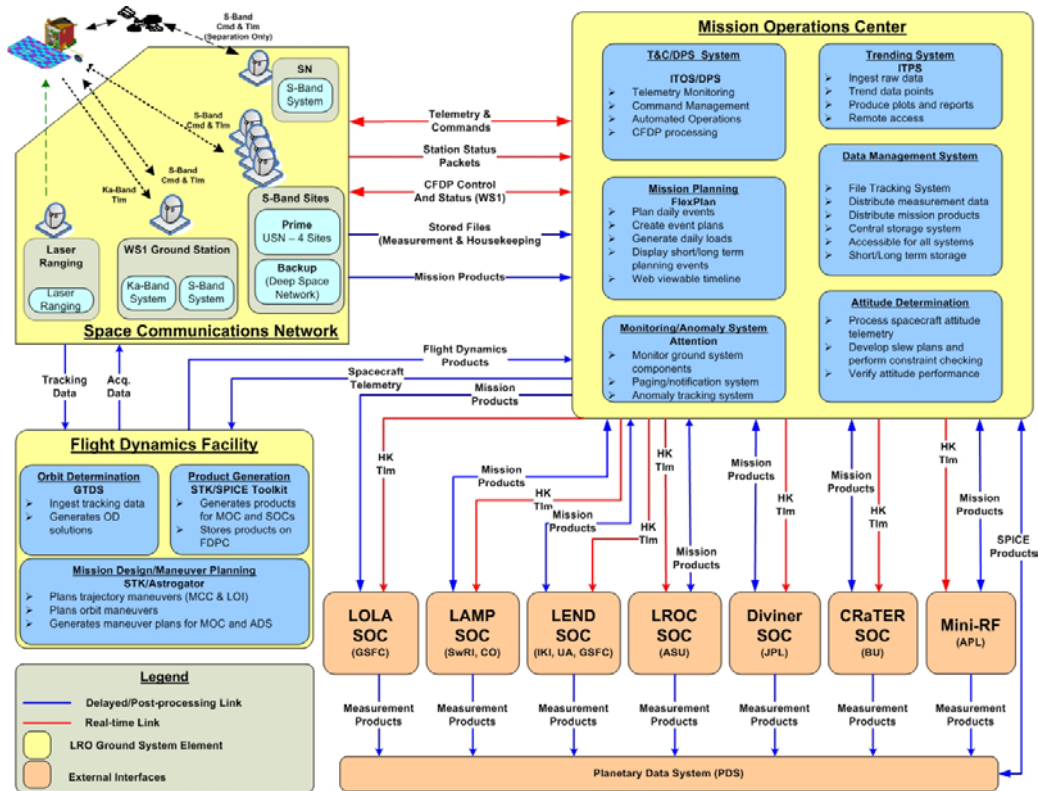 S-Band
Cmd & Tlm
(Separation Only)
SN
S-Band
System
S-Band
Cmd & Tlm
S-Band
Cmd & Tlm
Ka-Band
Tlm
Laser
Ranging
Laser
Ranging
WS1 Ground Station
Ka-Band
System
S-Band
System
S-Band Sites
Prime
USN – 4 Sites
Backup
(Deep Space
Network)
Space Communications Network
Telemetry &
Commands
Station Status
Packets
CFDP Control
And Status (WS1)
Stored Files
(Measurement & Housekeeping
Mission Products
Mission Operations Center
T&C/DPS System
ITOS/DPS
Telemetry Monitoring
Command Management
Automated Operations
CFDP processing
Trending System
ITPS
Ingest raw data
Trend data points
Produce plots and reports
Remote access
Mission Planning
FlexPlan
Plan daily events
Create event plans
Generate daily loads
Display short/long term
planning events
Web viewable timeline
Data Management System
File Tracking System
Distribute measurement data
Distribute mission products
Central storage system
Accessible for all systems
Short/Long term storage
Monitoring/Anomaly System
Attention
Monitor ground system
components
Paging/notification system
Anomaly tracking system
Attitude Determination
Process spacecraft attitude
telemetry
Develop slew plans and
perform constraint checking
Verify attitude performance
Tracking
Data
Acq.
Data
Flight Dynamics
Products
Spacecraft
Telemetry
Mission
Products
Flight Dynamics Facility
Orbit Determination
GTDS
Ingest tracking data
Generates OD
solutions
Product Generation
STK/SPICE Toolkit
Generates products
for MOC and SOCs
Stores products on
FDPC
Mission Design/Maneuver Planning
STK/Astrogator
Plans trajectory maneuvers (MCC & LOI)
Plans orbit maneuvers
Generates maneuver plans for MOC and ADS
HK
Tlm
Mission
Products
HK
Tlm
Mission
Products
HK
Tlm
HK
Tlm
Mission
Products
Mission
Products
HK
Tlm
Mission
Products
HK
Tlm
HK
Tlm
Mission
Products
SPICE
Products
LOLA
SOC
(GSFC)
LAMP
SOC
(SwRI, CO)
LEND
SOC
(IKI, UA, GSFC)
LROC
SOC
(ASU)
Diviner
SOC
(JPL)
CRaTER
SOC
(BU)
Mini-RF
(APL)
Measurement
Products
Measurement
Products
Measurement
Products
Measurement
Products
Measurement
Products
Measurement
Products
Measurement
Products
Planetary Data System (PDS)
Legend
Delayed/Post-processing Link
Real-time Link
LRO Ground System Element
External Interfaces